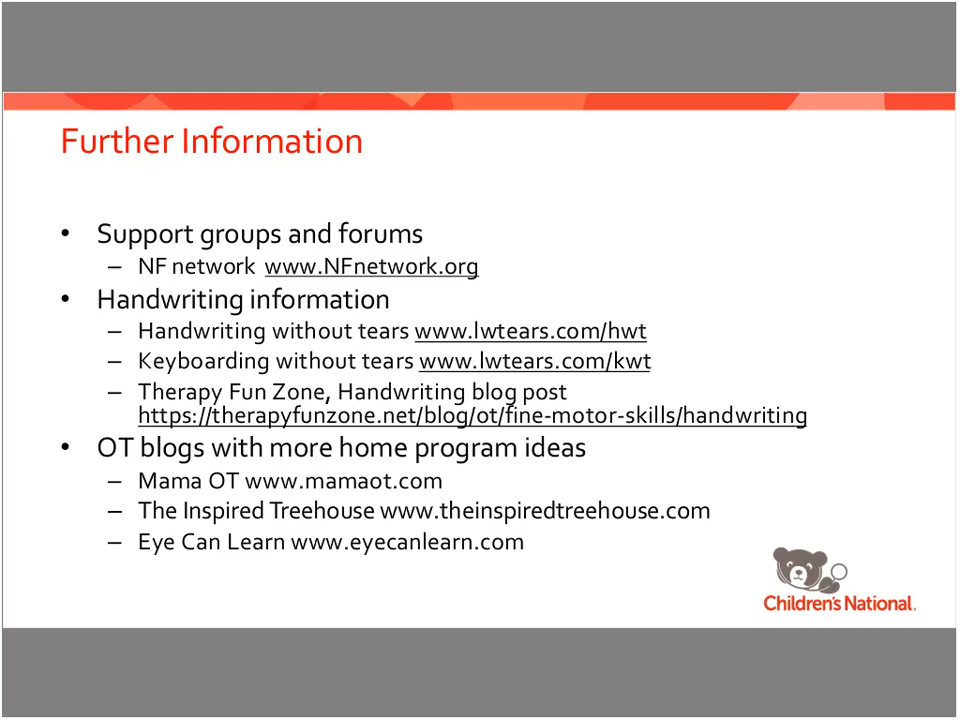 Further Information
• Support groups and forums
– NF network www.NFnetwork.org
• Handwriting information
– Handwriting without tears www.lwtears.com/hwt
– Keyboarding without tears www.lwtears.com/kwt
– Therapy Fun Zone, Handwriting blog post
https://therapyfunzone.net/blog/ot/fine-motor-skills/handwriting
• OT blogs with more home program ideas
– Mama OT www.mamaot.com
– The Inspired Treehouse www.theinspiredtreehouse.com
– Eye Can Learn www.eyecanlearn.com
Children's National.